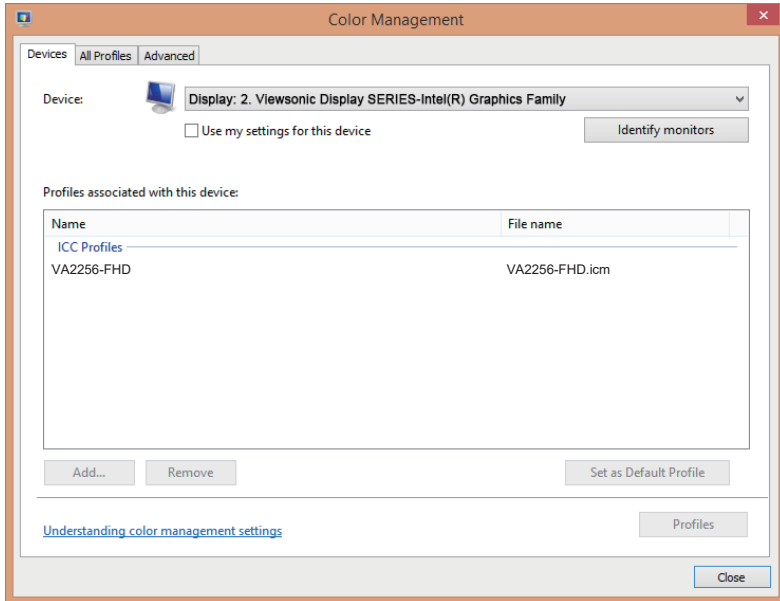 Color Management
Devices All Profiles Advanced
Device: Display: 2. Viewsonic Display SERIES-Intel(R) Graphics Family
Use my settings for this device Identify monitors
Profiles associated with this device:
Name File name
ICC Profiles
VA2256-FHD VA2256-FHD.icm
Add... Remove Set as Default Profile
Understanding color management settings Profiles
Close